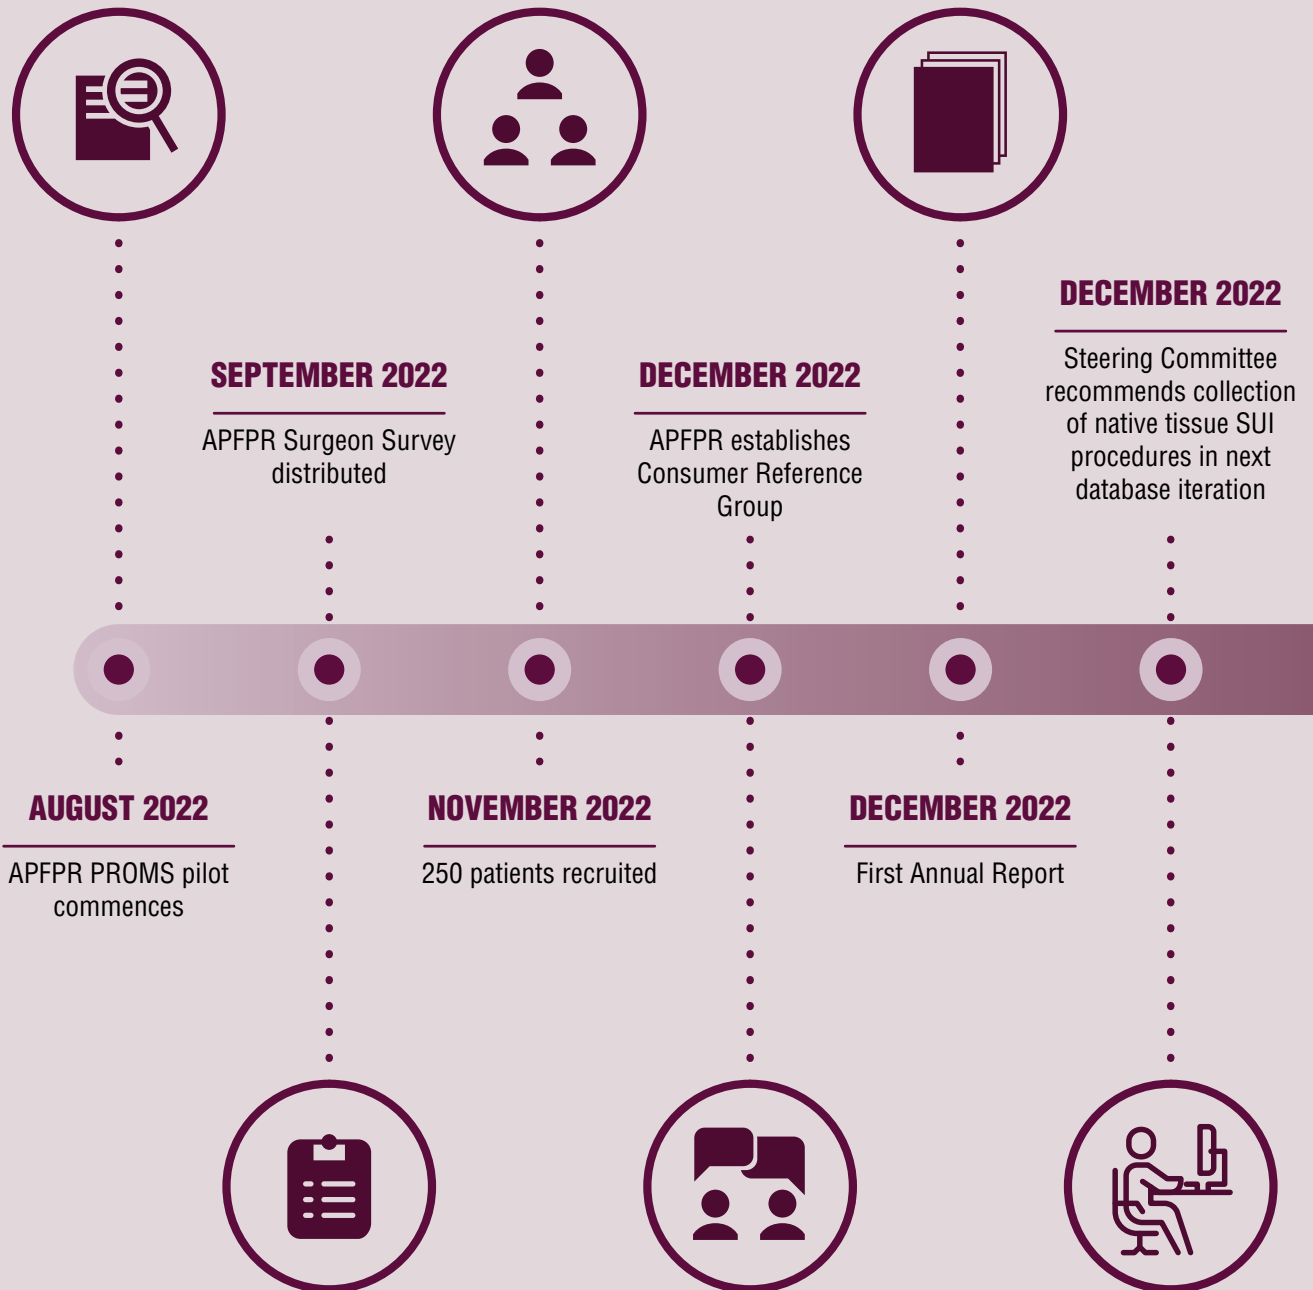 AUGUST 2022
APFPR PROMS pilot
commences
SEPTEMBER 2022
APFPR Surgeon Survey
distributed
NOVEMBER 2022
250 patients recruited
DECEMBER 2022
APFPR establishes
Consumer Reference
Group
DECEMBER 2022
First Annual Report
DECEMBER 2022
Steering Committee
recommends collection
of native tissue SUI
procedures in next
database iteration